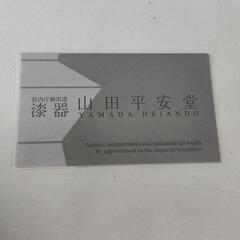 宮内庁御用達
漆器 山田平安堂
YAMADA HEIANDO
Artistic lacquerwares and industrial art works
by appointment to the imperial household